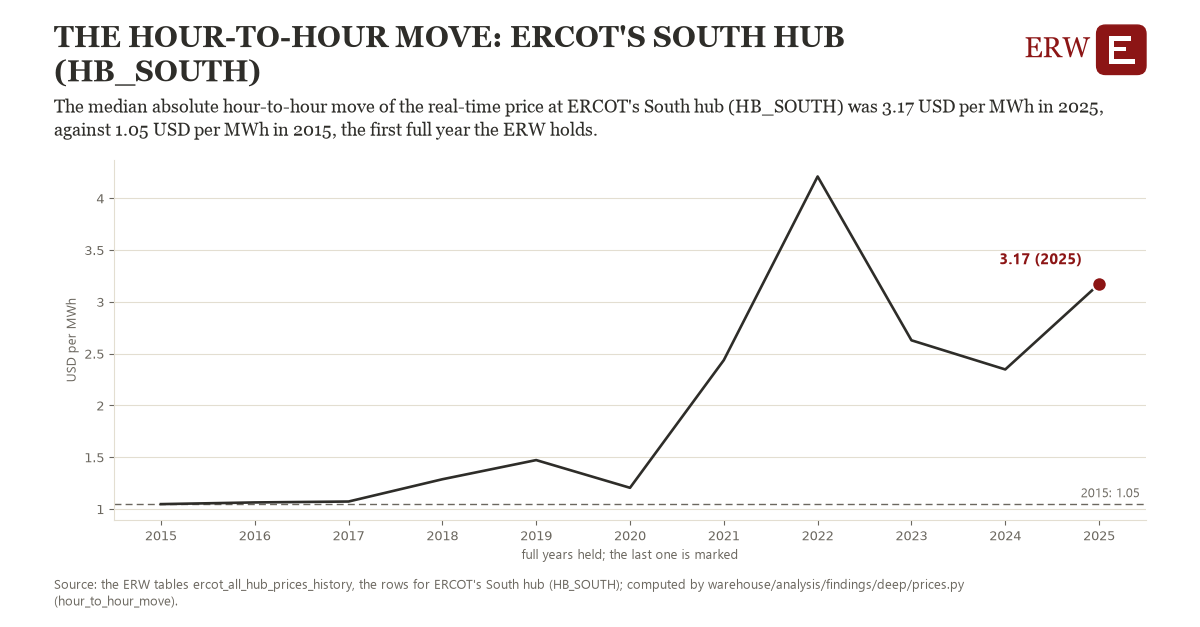 THE HOUR-TO-HOUR MOVE: ERCOT'S SOUTH HUB
(HB_SOUTH)
ERW E
The median absolute hour-to-hour move of the real-time price at ERCOT's South hub (HB_SOUTH) was 3.17 USD per MWh in 2025,
against 1.05 USD per MWh in 2015, the first full year the ERW holds.
4
3.5
3
2.5
2
1.5
1
USD per MWh
3.17 (2025)
2015: 1.05
2015 2016 2017 2018 2019 2020 2021 2022 2023 2024 2025
full years held; the last one is marked
Source: the ERW tables ercot_all_hub_prices_history, the rows for ERCOT's South hub (HB_SOUTH); computed by warehouse/analysis/findings/deep/prices.py
(hour_to_hour_move).